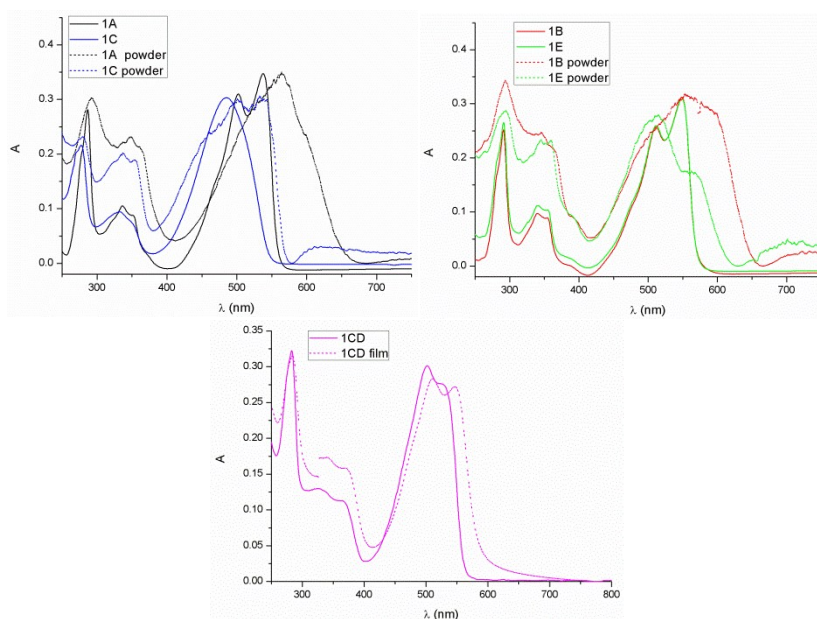 1A
1C
1A powder
1C powder
0.4
0.3
0.2
0.1
0.0
A
300
400
500
600
700
λ (nm)
1B
1E
1B powder
1E powder
0.4
0.3
0.2
0.1
0.0
A
300
400
500
600
700
λ (nm)
1CD
1CD film
0.35
0.30
0.25
0.20
0.15
0.10
0.05
0.00
A
300
400
500
600
700
800
λ (nm)